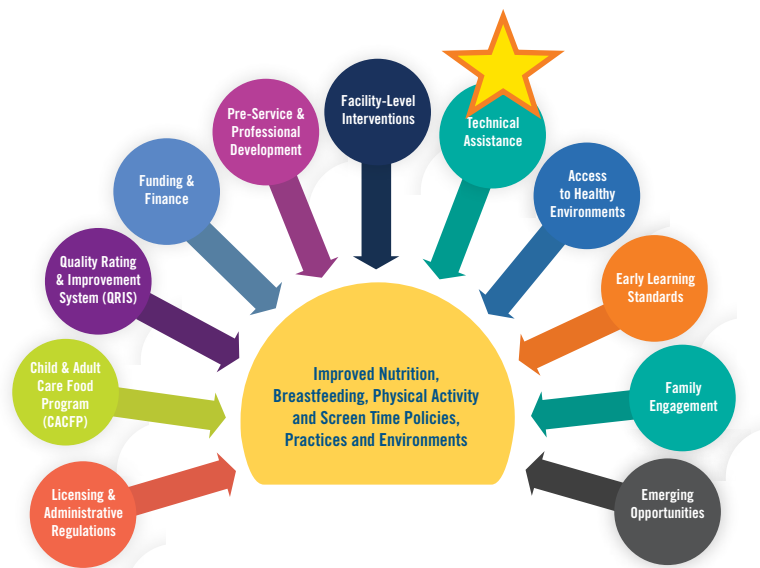 Licensing &
Administrative
Regulations
Child & Adult
Care Food
Program
(CACFP)
Quality Rating
& Improvement
System (QRIS)
Funding &
Finance
Pre-Service &
Professional
Development
Facility-Level
Interventions
Technical
Assistance
Access
to Healthy
Environments
Early Learning
Standards
Family
Engagement
Emerging
Opportunities
Improved Nutrition,
Breastfeeding, Physical Activity
and Screen Time Policies,
Practices and Environments